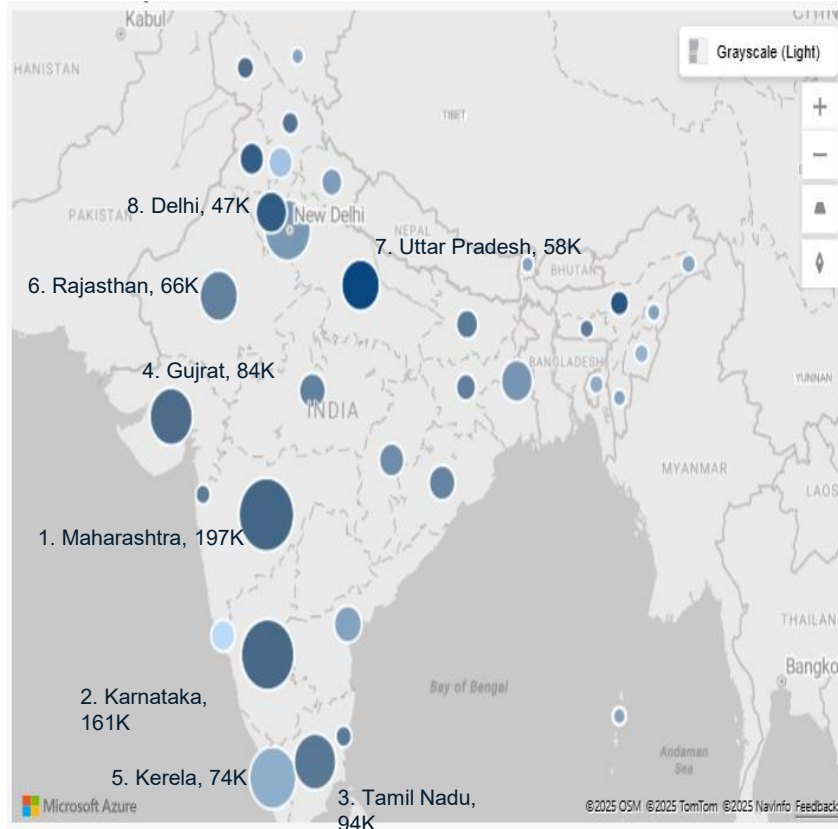 Kabul
HANISTAN
Grayscale (Light)
+
−
TIBET
PAKISTAN
8. Delhi, 47K
New Delhi
NEPAL
7. Uttar Pradesh, 58K
BHUTAN
6. Rajasthan, 66K
4. Gujrat, 84K
BANGLADESH
YUNNAN
INDIA
MYANMAR
LAOS
1. Maharashtra, 197K
THAILAN
Bangko
2. Karnataka,
161K
Bay of Bengal
Andaman
Sea
5. Kerela, 74K
3. Tamil Nadu,
94K
Microsoft Azure
©2025 OSM ©2025 TomTom ©2025 NavInfo Feedback